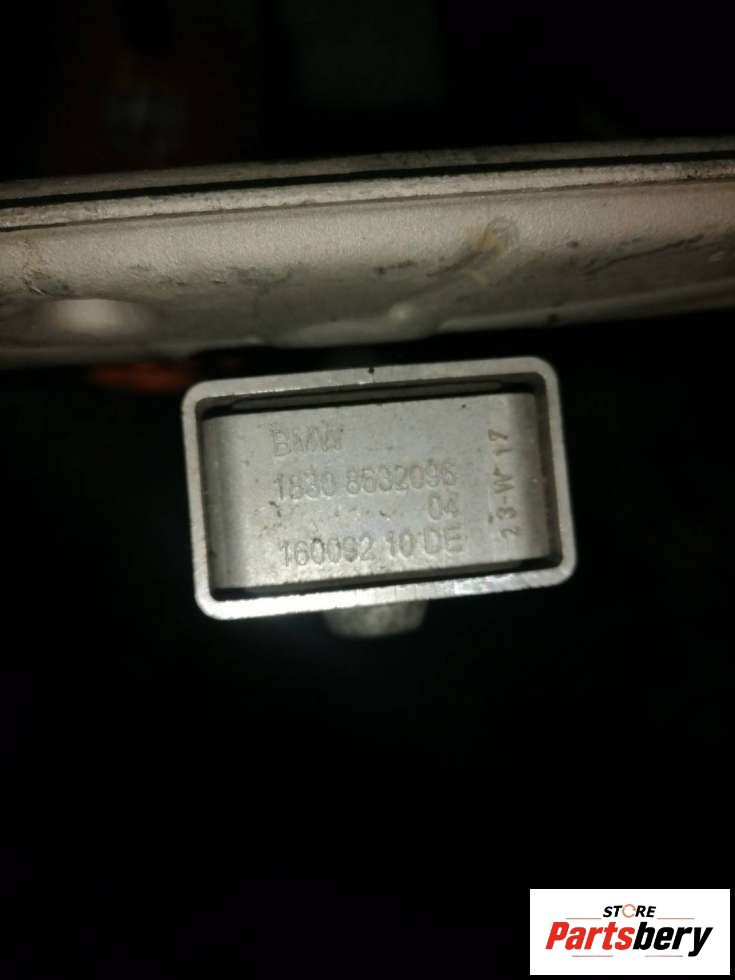 BMW
1830 8632096
04
160092 10 DE
23-W 17
STORE
Partsbery